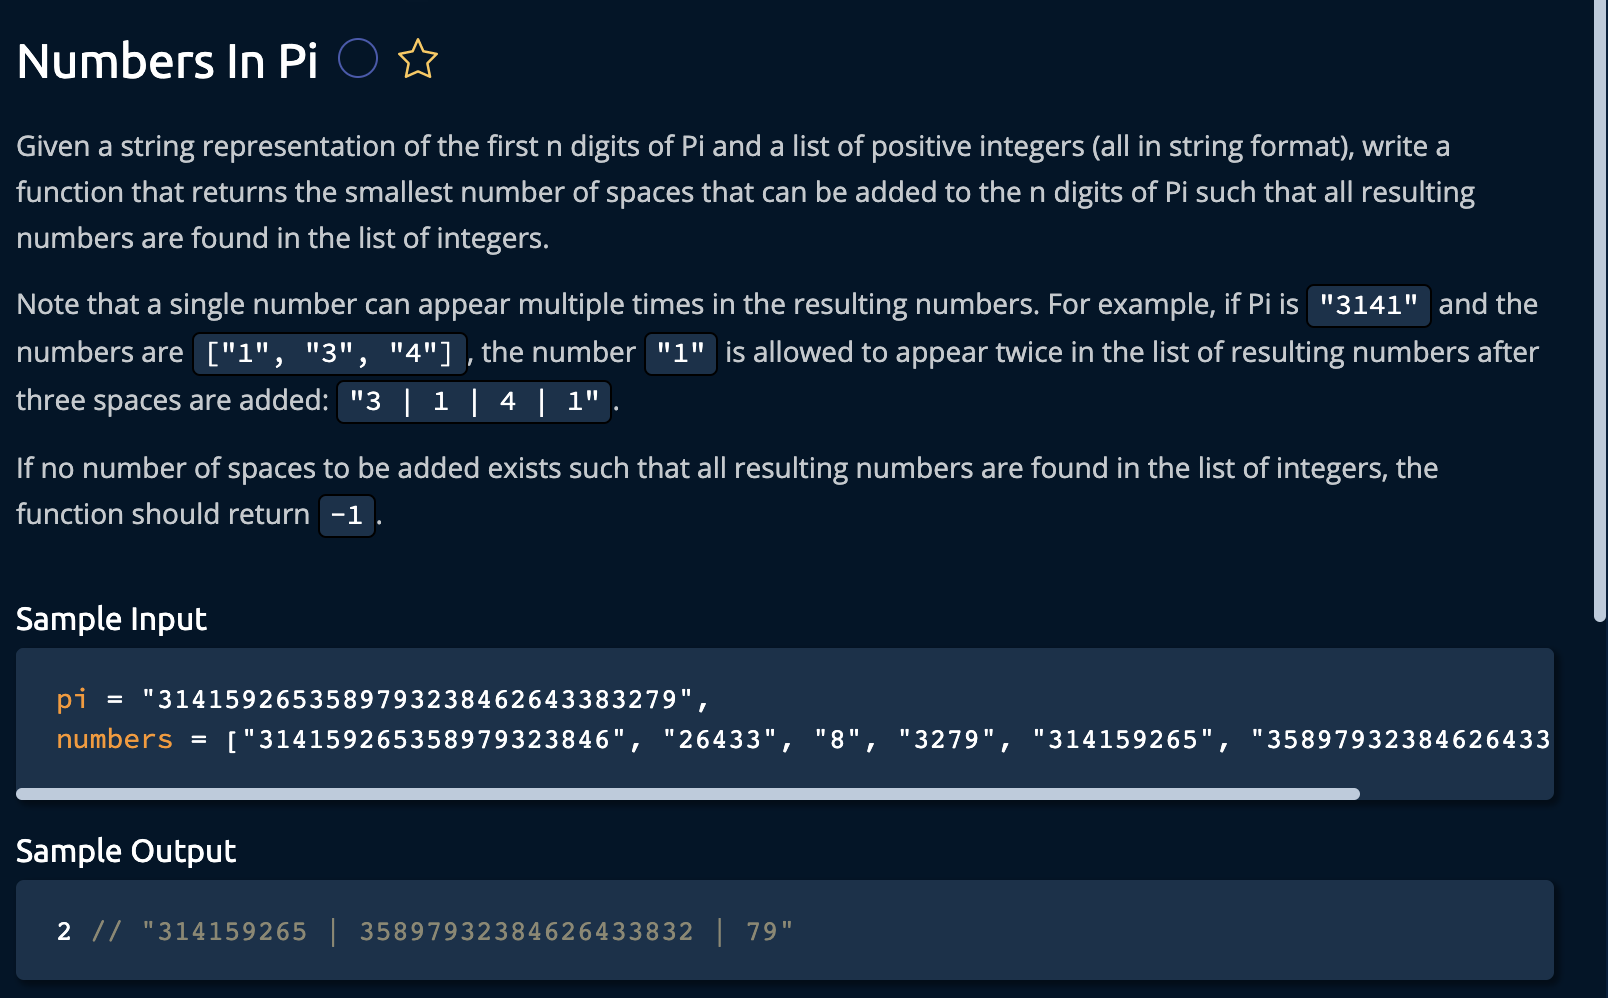 Numbers In Pi
Given a string representation of the first n digits of Pi and a list of positive integers (all in string format), write a
function that returns the smallest number of spaces that can be added to the n digits of Pi such that all resulting
numbers are found in the list of integers.
Note that a single number can appear multiple times in the resulting numbers. For example, if Pi is "3141" and the
numbers are ["1", "3", "4"], the number "1" is allowed to appear twice in the list of resulting numbers after
three spaces are added: "3 | 1 | 4 | 1".
If no number of spaces to be added exists such that all resulting numbers are found in the list of integers, the
function should return -1.
Sample Input
pi = "3141592653589793238462643383279",
numbers = ["314159265358979323846", "26433", "8", "3279", "314159265", "35897932384626433
Sample Output
2 // "314159265 | 35897932384626433832 | 79"